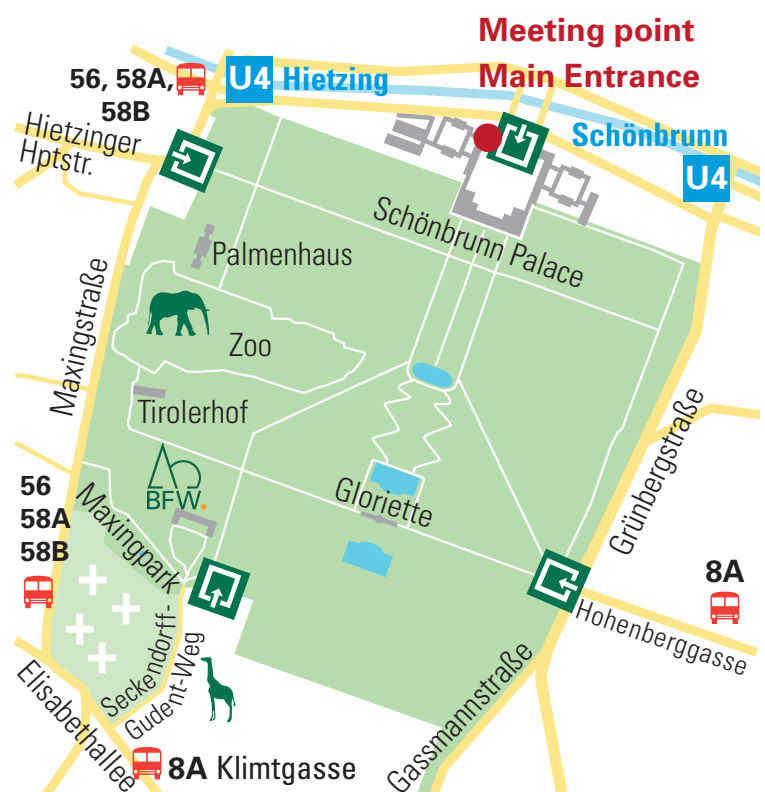 Meeting point
Main Entrance
56, 58A,
58B
U4 Hietzing
Hietzinger
Hptstr.
Schönbrunn
U4
Schönbrunn Palace
Palmenhaus
Maxingstraße
Zoo
Tirolerhof
Grünbergstraße
BFW.
Gloriette
56
58A
58B
Maxingpark
8A
Hohenberggasse
Seckendorff-
Gudent-Weg
Elisabethallee
Gassmannstraße
8A Klimtgasse